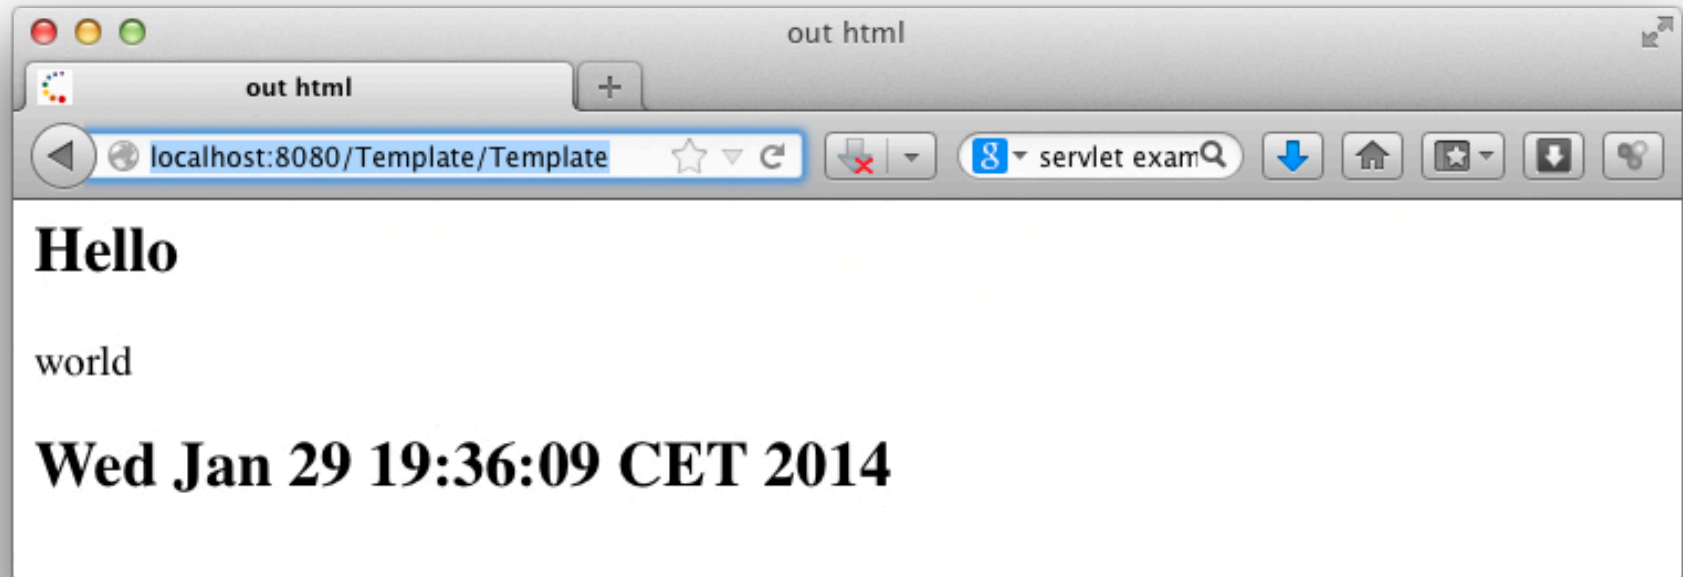 out html
out html
localhost:8080/Template/Template
8 servlet exam
Hello
world
Wed Jan 29 19:36:09 CET 2014